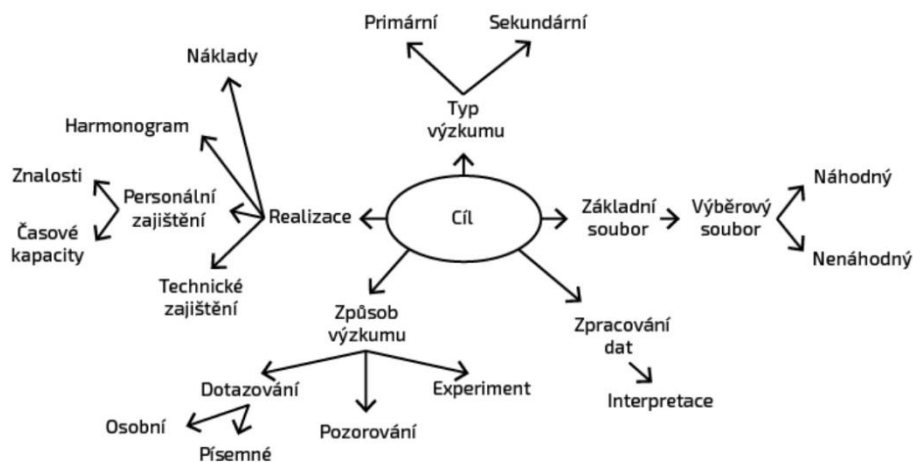 Primární
Sekundární
Náklady
Typ
výzkumu
Harmonogram
Znalosti
Personální
zajištění
Časové
kapacity
Realizace
Cíl
Základní
soubor
Výběrový
soubor
Náhodný
Nenáhodný
Technické
zajištění
Způsob
výzkumu
Zpracování
dat
Dotazování
Experiment
Interpretace
Osobní
Písemné
Pozorování